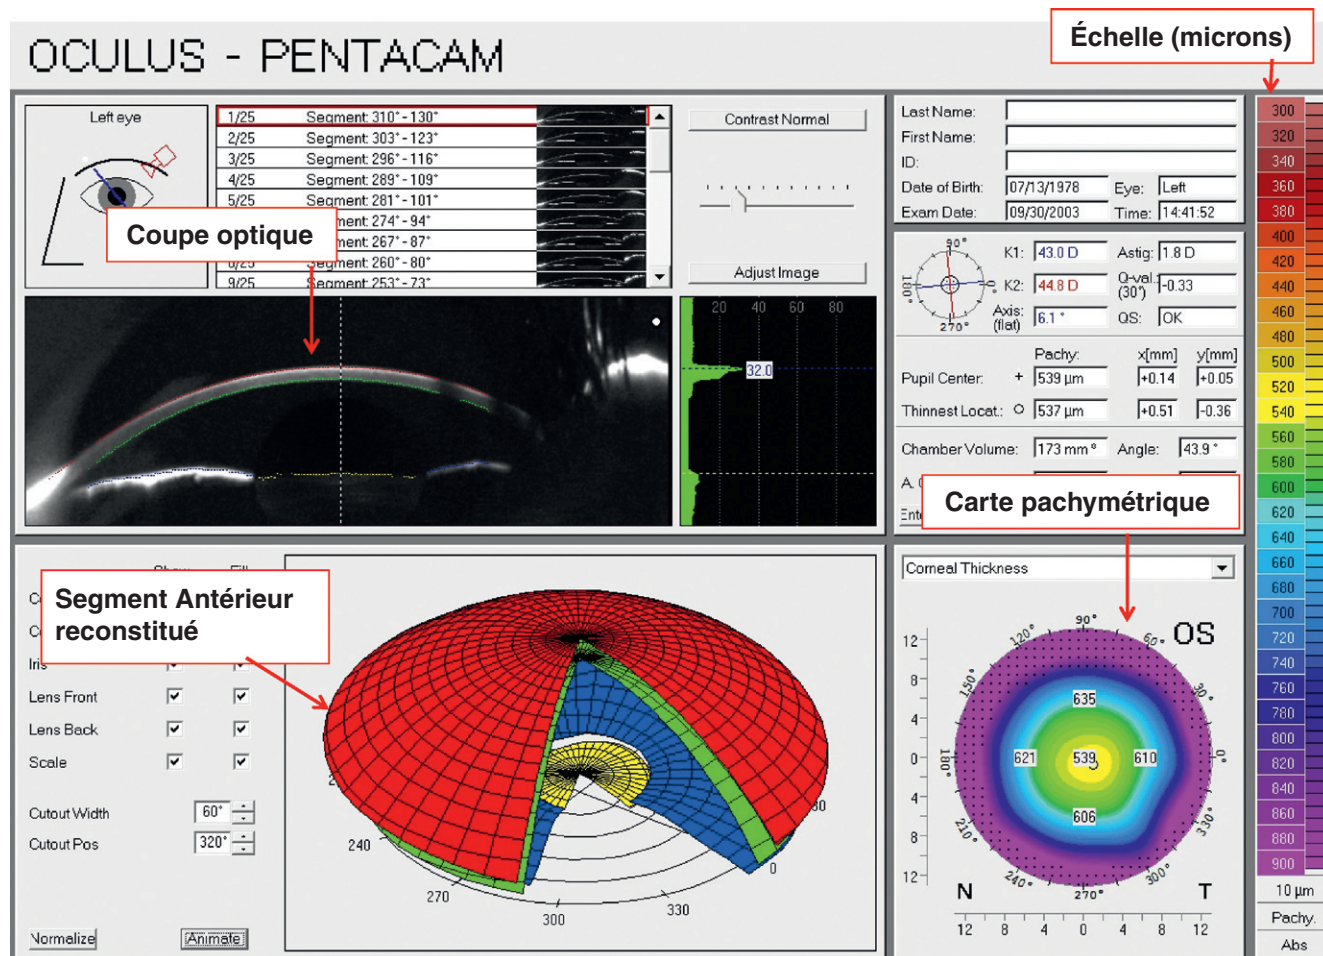 Échelle (microns)
OCULUS - PENTACAM
Left eye
1/25 Segment: 310° - 130°
2/25 Segment: 303° - 123°
3/25 Segment: 296° - 116°
4/25 Segment: 289° - 109°
5/25 Segment: 281° - 101°
Segment: 274° - 94°
Segment: 267° - 87°
Segment: 260° - 80°
9/25 Segment: 253° - 73°
Coupe optique
Contrast Normal
Adjust Image
20 40 60 80
32.0
Last Name:
First Name:
ID:
Date of Birth: 07/13/1978 Eye: Left
Exam Date: 09/30/2003 Time: 14:41:52
90°
180°
0°
270°
K1: 43.0 D Astig: 1.8 D
K2: 44.8 D Q-val.: (30°) -0.33
Axis: (flat) 6.1 ° QS: OK
Pachy: x[mm] y[mm]
Pupil Center: + 539 µm +0.14 +0.05
Thinnest Locat.: O 537 µm +0.51 -0.36
Chamber Volume: 173 mm³ Angle: 43.9 °
Carte pachymétrique
Segment Antérieur
reconstitué
Iris
Lens Front
Lens Back
Scale
Cutout Width 60°
Cutout Pos 320°
Normalize Animate
240
270
300
330
0
Corneal Thickness
OS
90°
120° 60°
150° 30°
180° 0°
210° 330°
240° 300°
270°
635
621 539 610
606
12
8
4
0
4
8
12
N T
12 8 4 0 4 8 12
300
320
340
360
380
400
420
440
460
480
500
520
540
560
580
600
620
640
660
680
700
720
740
760
780
800
820
840
860
880
900
10 µm
Pachy.
Abs